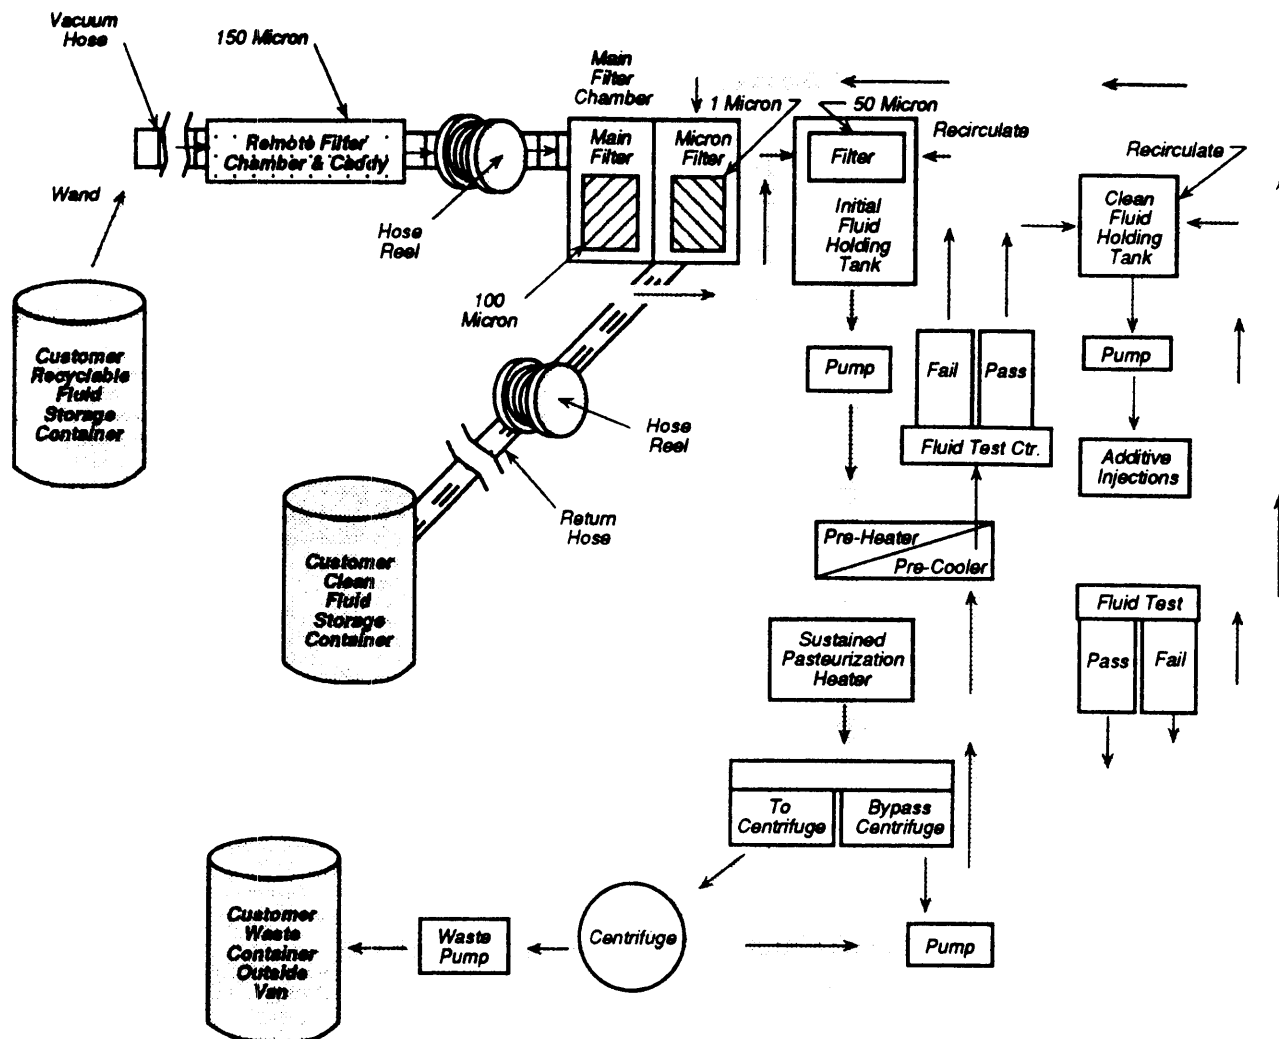 Vacuum
Hose
150 Micron
Remote Filter
Chamber & Caddy
Wand
Hose
Reel
Main
Filter
Chamber
Main
Filter
Micron
Filter
1 Micron
100
Micron
50 Micron
Filter
Initial
Fluid
Holding
Tank
Recirculate
Recirculate
Clean
Fluid
Holding
Tank
Customer
Recyclable
Fluid
Storage
Container
Hose
Reel
Return
Hose
Customer
Clean
Fluid
Storage
Container
Pump
Fail
Pass
Fluid Test Ctr.
Pump
Additive
Injections
Pre-Heater
Pre-Cooler
Sustained
Pasteurization
Heater
Fluid Test
Pass
Fail
To
Centrifuge
Bypass
Centrifuge
Customer
Waste
Container
Outside
Van
Waste
Pump
Centrifuge
Pump